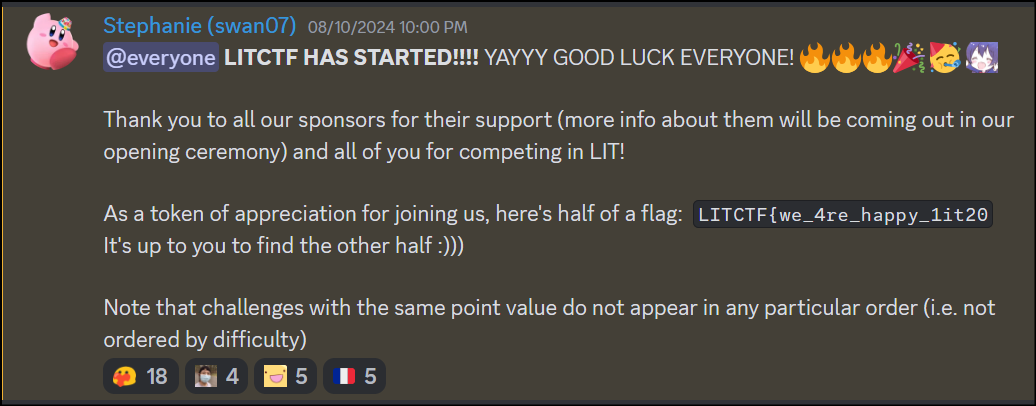 Stephanie (swan07) 08/10/2024 10:00 PM
@everyone LITCTF HAS STARTED!!!! YAYYY GOOD LUCK EVERYONE! 🔥🔥🔥🎉🥳
Thank you to all our sponsors for their support (more info about them will be coming out in our
opening ceremony) and all of you for competing in LIT!
As a token of appreciation for joining us, here's half of a flag: LITCTF{we_4re_happy_1it20
It's up to you to find the other half :)))
Note that challenges with the same point value do not appear in any particular order (i.e. not
ordered by difficulty)
18 4 5 5